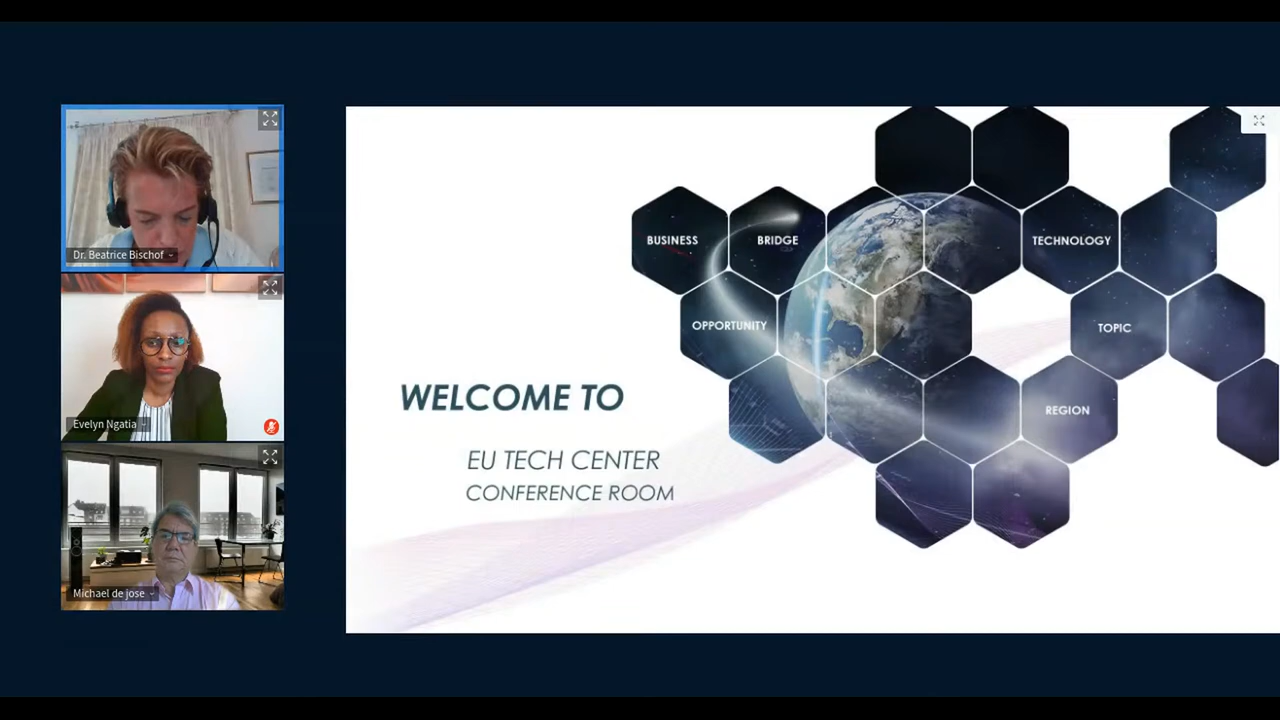 Dr. Beatrice Bischof
Evelyn Ngatia
Michael de jose
BUSINESS
BRIDGE
TECHNOLOGY
OPPORTUNITY
TOPIC
REGION
WELCOME TO
EU TECH CENTER
CONFERENCE ROOM